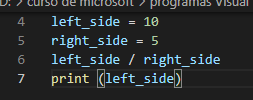 D: > curso de microsoft > programas Visual
4 left_side = 10
5 right_side = 5
6 left_side / right_side
7 print (left_side)